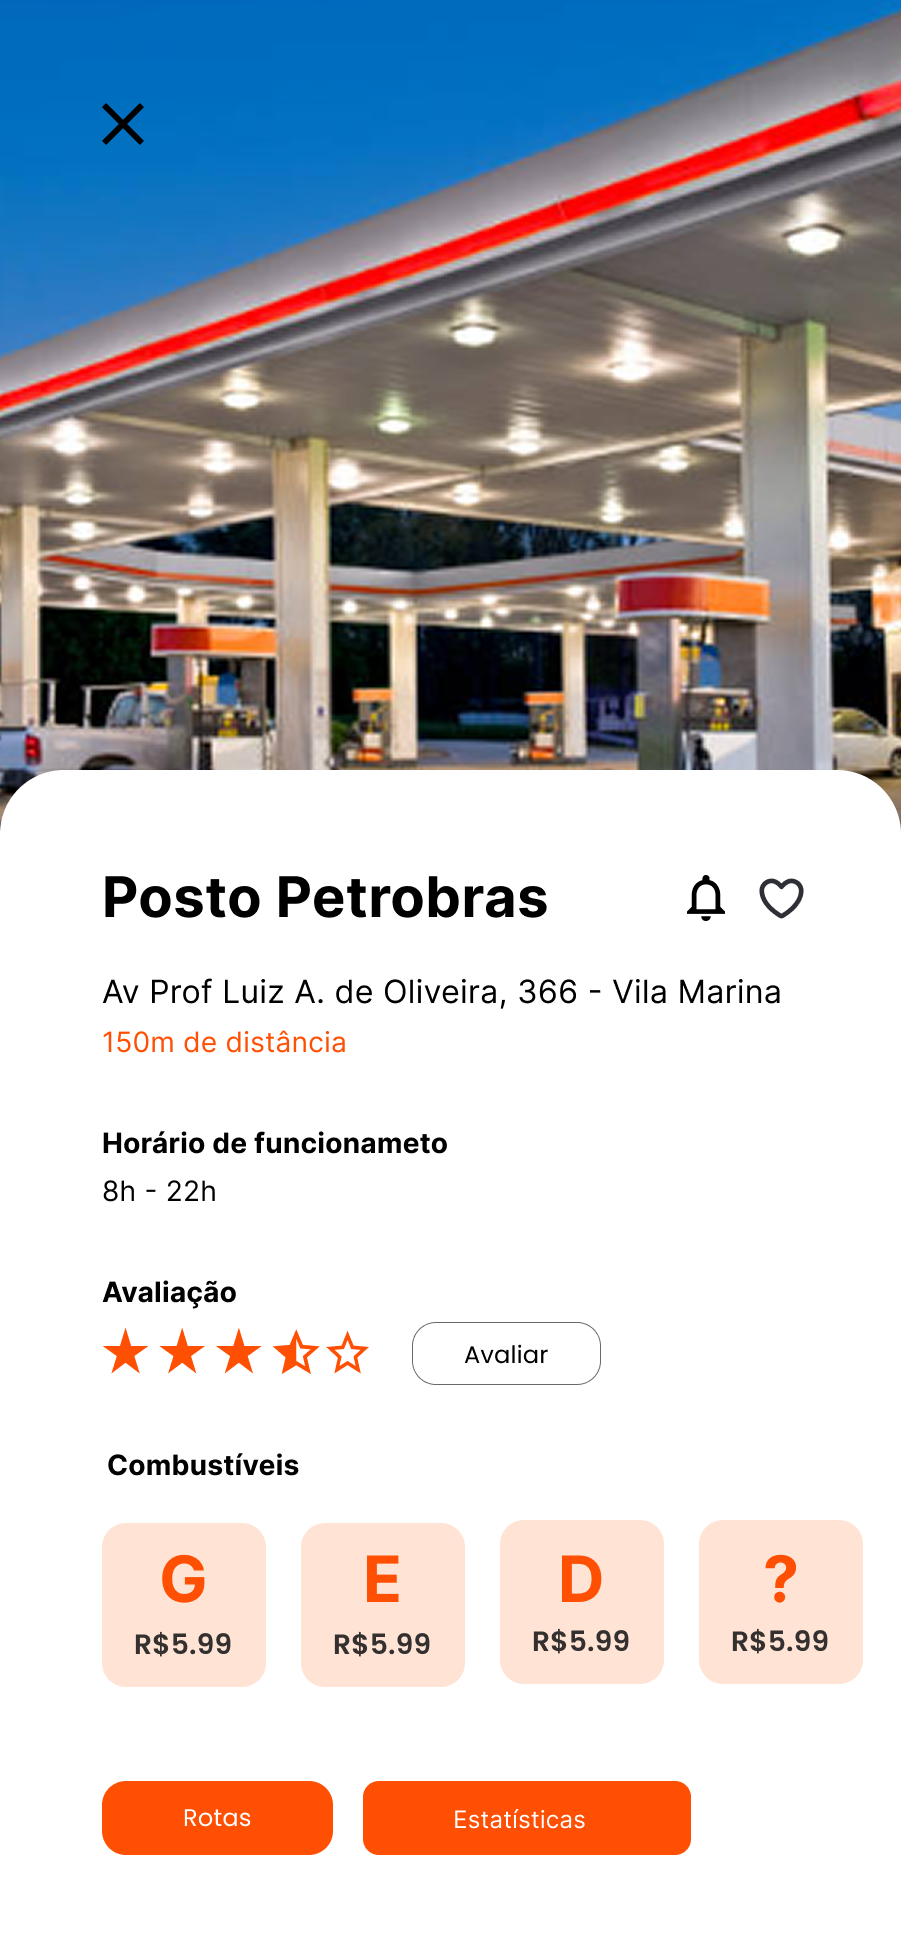 Posto Petrobras
Av Prof Luiz A. de Oliveira, 366 - Vila Marina
150m de distância
Horário de funcionameto
8h - 22h
Avaliação
Avaliar
Combustíveis
G E D ?
R$5.99 R$5.99 R$5.99 R$5.99
Rotas Estatísticas